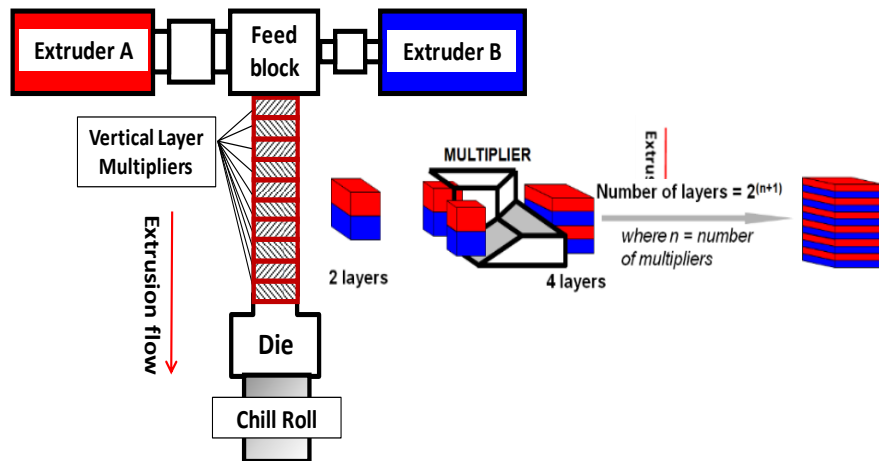 Extruder A
Feed
block
Extruder B
Vertical Layer
Multipliers
Extrusion flow
MULTIPLIER
Extrus
Number of layers = 2^(n+1)
where n = number
of multipliers
2 layers
4 layers
Die
Chill Roll